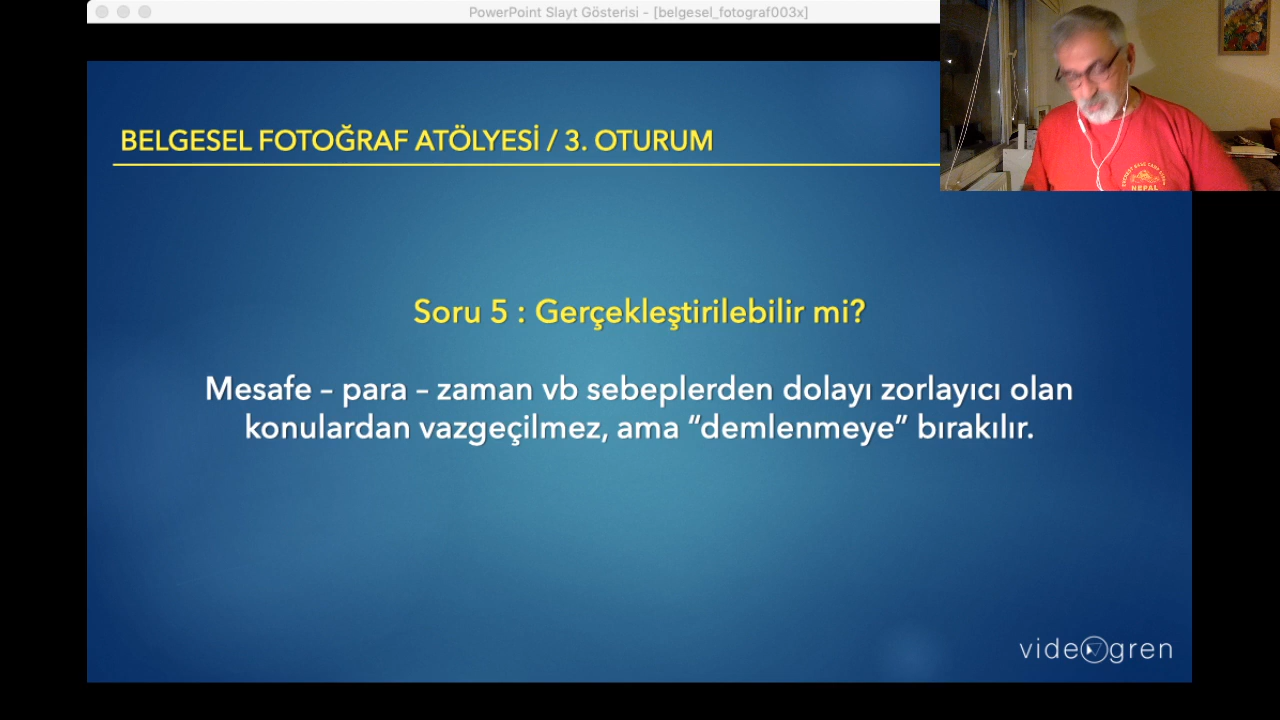 PowerPoint Slayt Gösterisi - [belgesel_fotograf003x]
BELGESEL FOTOĞRAF ATÖLYESİ / 3. OTURUM
NEPAL
Soru 5 : Gerçekleştirilebilir mi?
Mesafe – para – zaman vb sebeplerden dolayı zorlayıcı olan
konulardan vazgeçilmez, ama “demlenmeye” bırakılır.
videogren